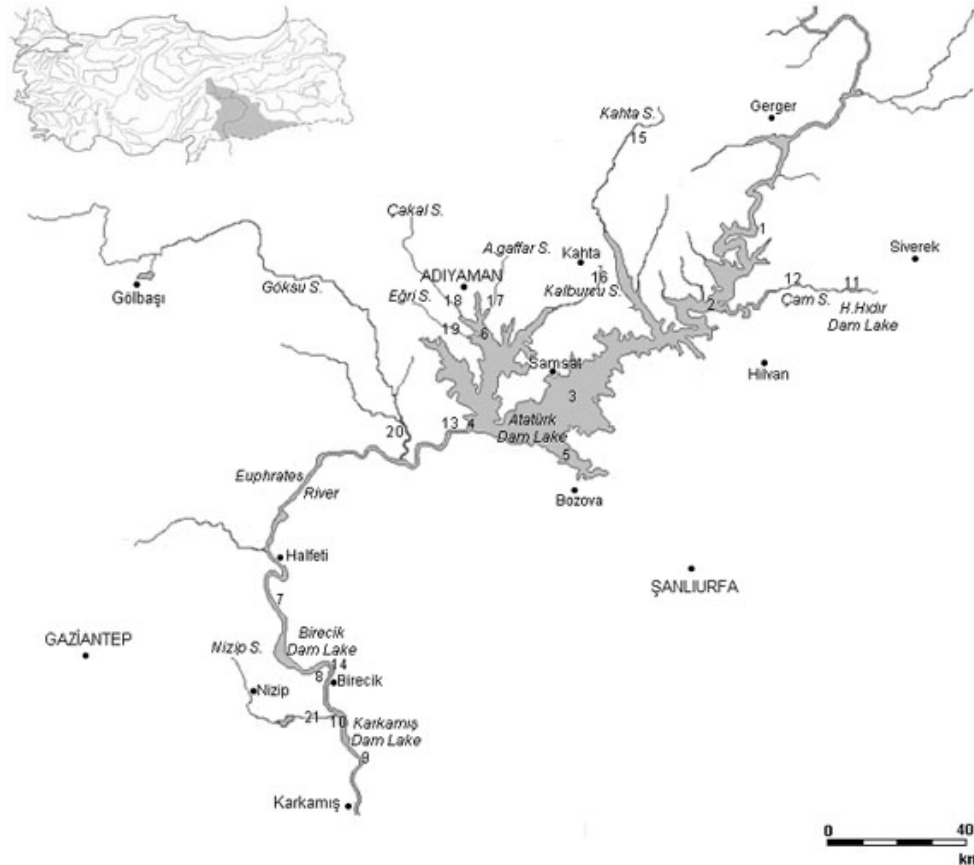 Gerger
Kahta S.
15
1
Çakal S.
A.gaffar S.
Kahta
Siverek
ADIYAMAN
16
12
11
Gölbaşı
Göksu S.
Eğri S.
18
17
Kalburcu S.
2
Çam S.
H.Hıdır
Dam Lake
19
6
Samsat
Hilvan
3
20
13
4
Atatürk
Dam Lake
5
Euphrates
River
Bozova
Halfeti
ŞANLIURFA
7
GAZİANTEP
Nizip S.
Birecik
Dam Lake
14
8
Birecik
Nizip
21
10
Karkamış
Dam Lake
9
Karkamış
0
40
km